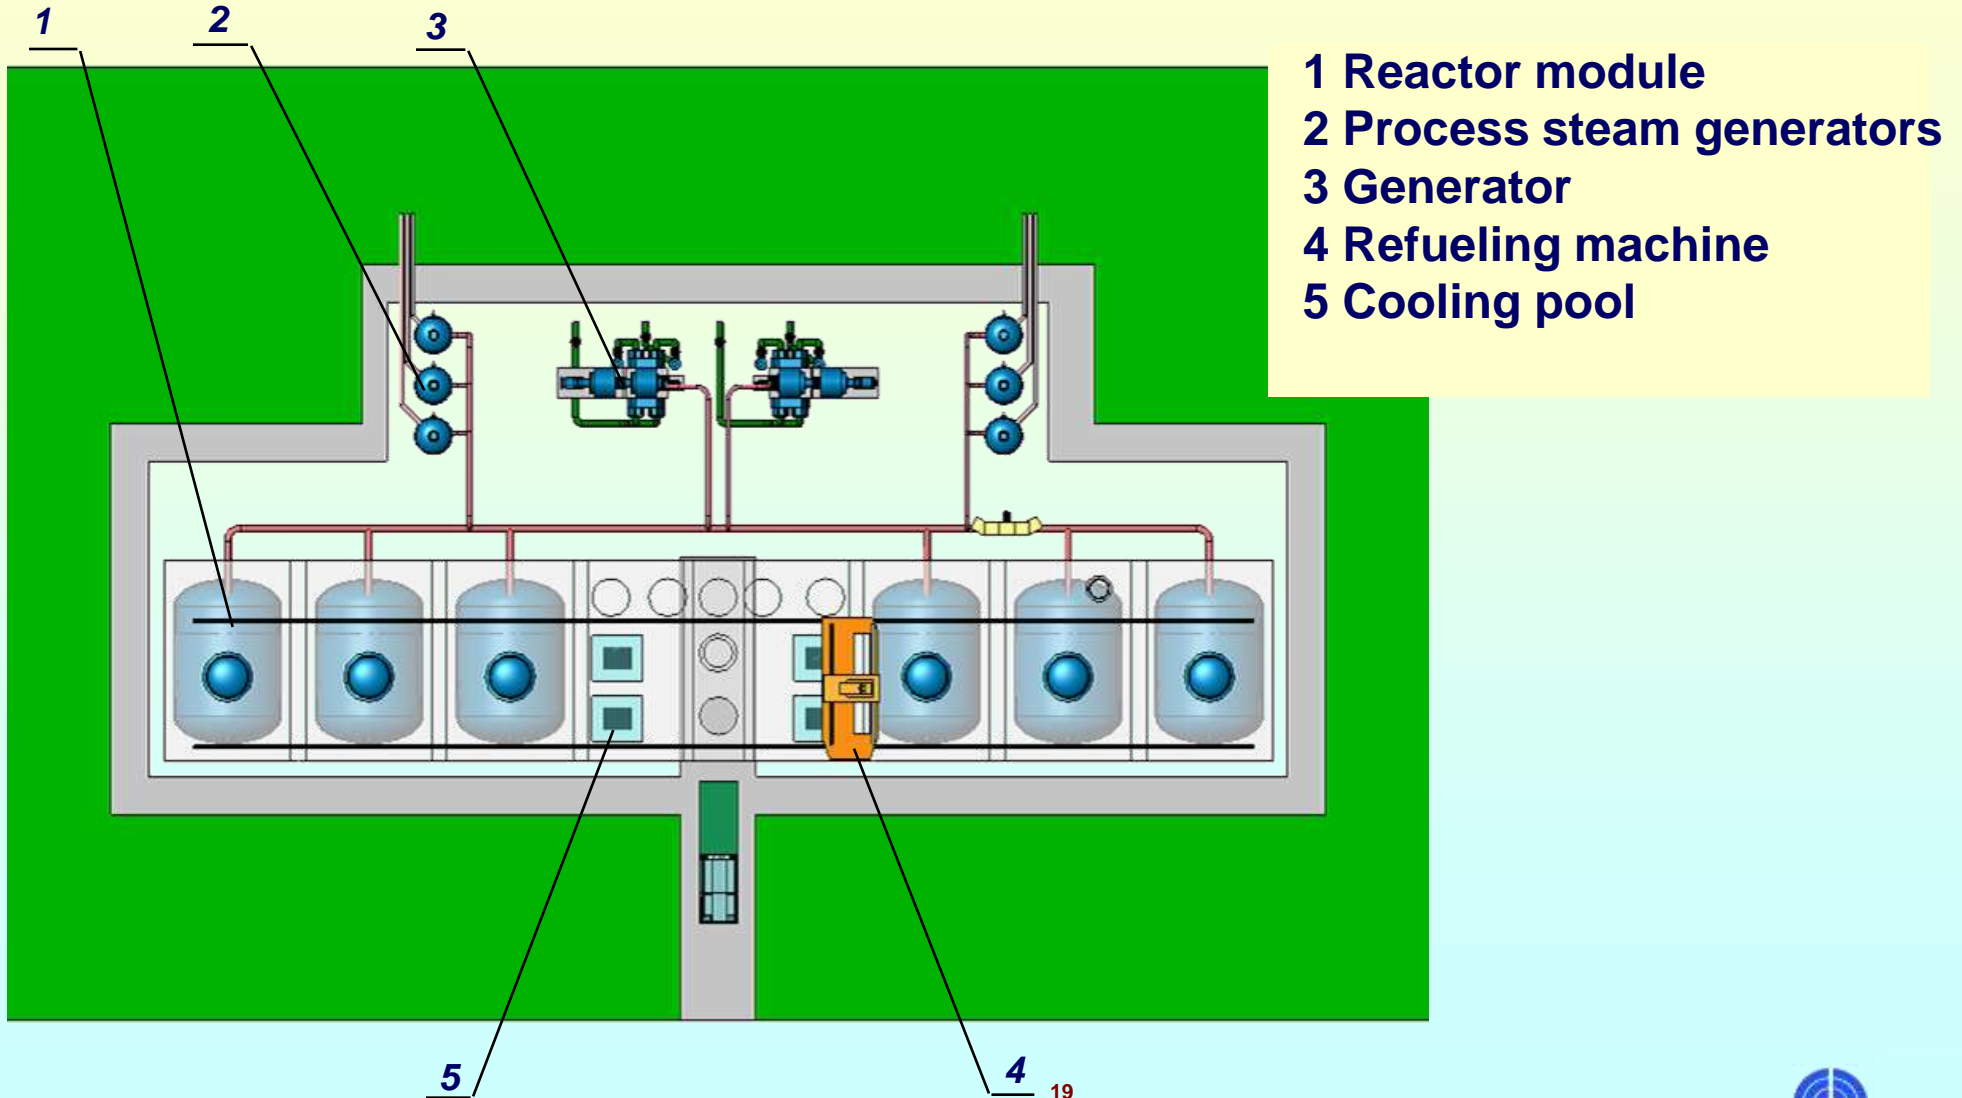 1
2
3
1 Reactor module
2 Process steam generators
3 Generator
4 Refueling machine
5 Cooling pool
5
4
19